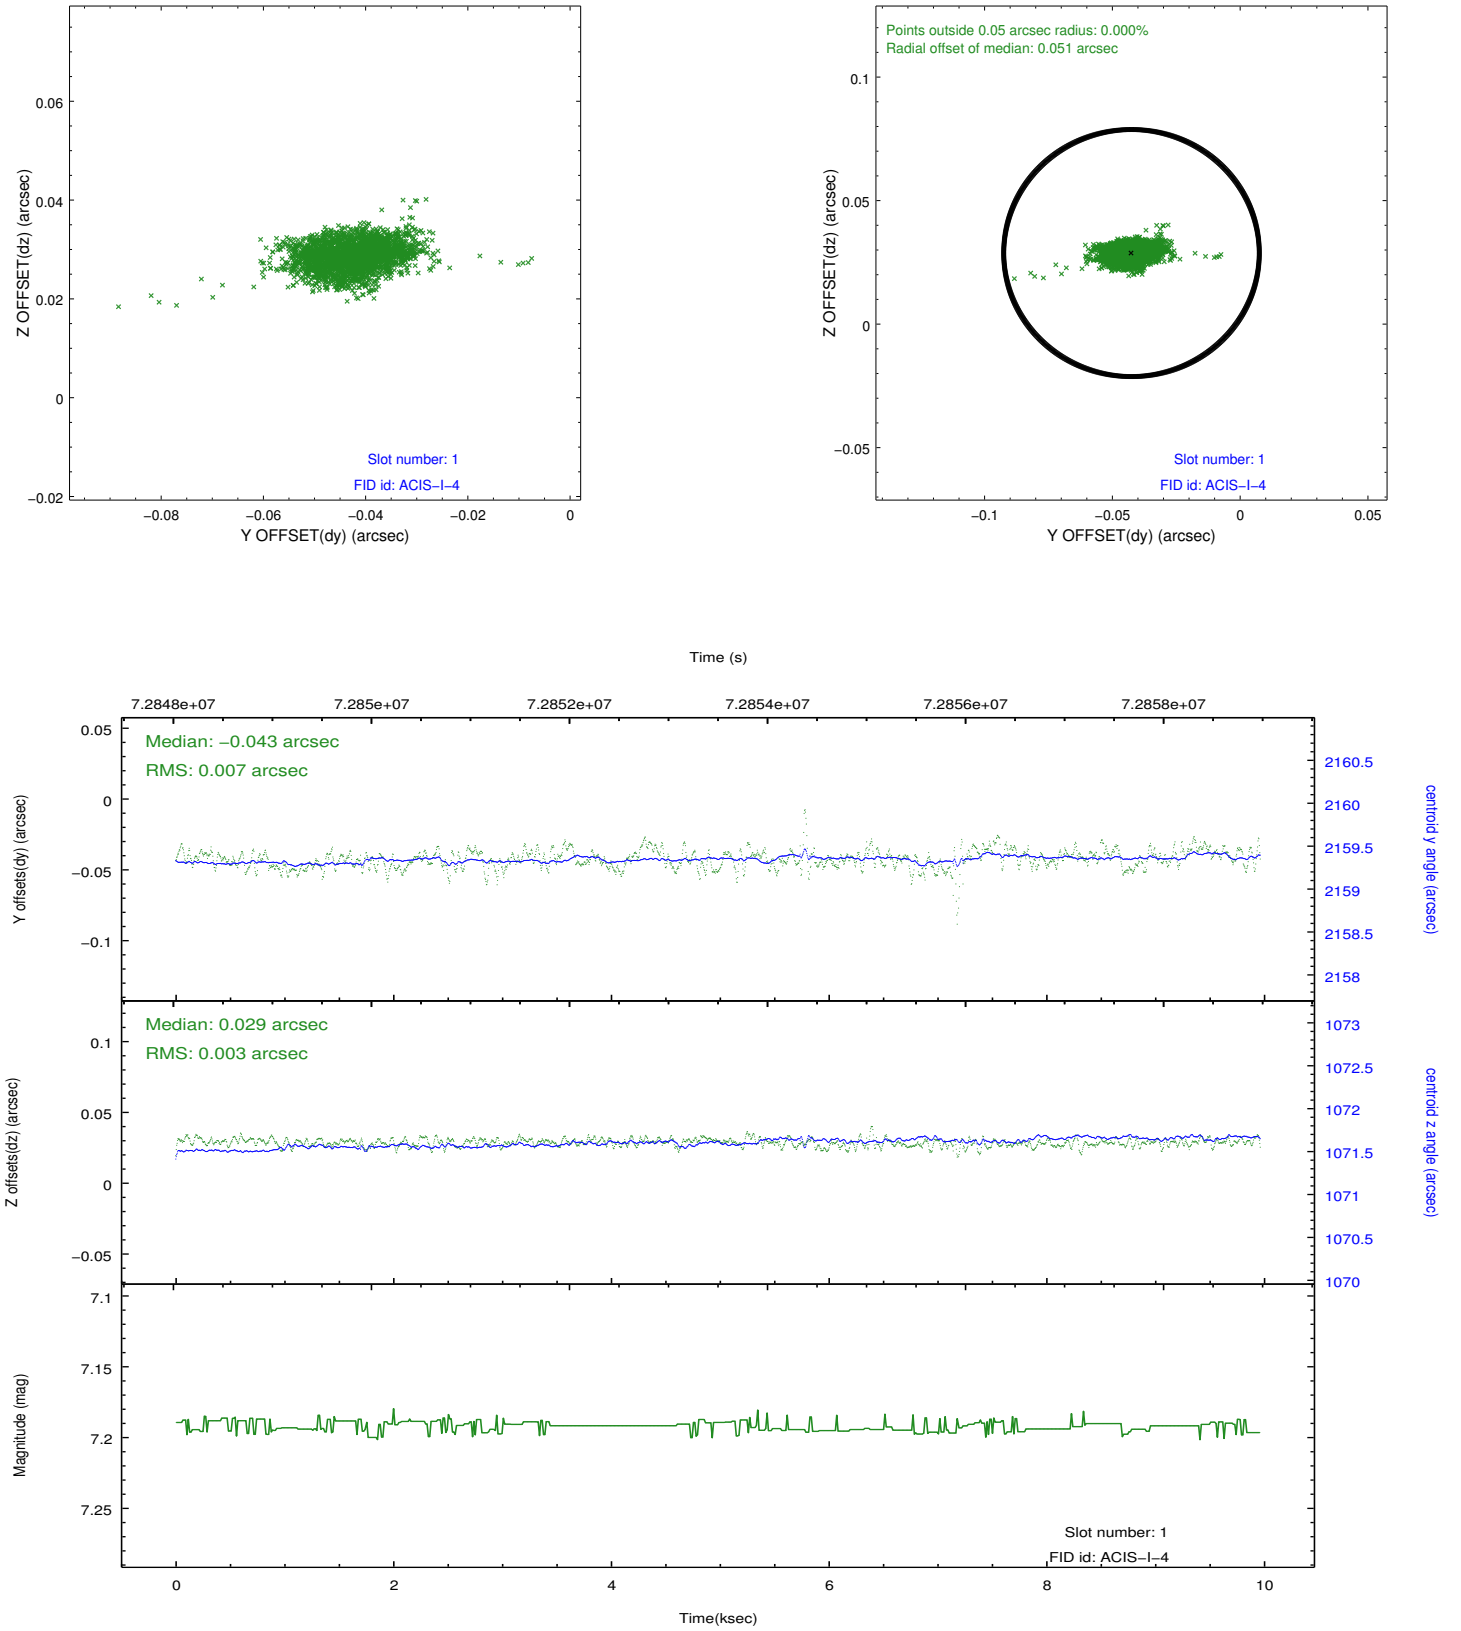 0.06
0.04
0.02
0
−0.02
Z OFFSET(dz) (arcsec)
Slot number: 1
FID id: ACIS−I−4
−0.08
−0.06
−0.04
−0.02
0
Y OFFSET(dy) (arcsec)
Points outside 0.05 arcsec radius: 0.000%
Radial offset of median: 0.051 arcsec
0.1
0.05
0
−0.05
Z OFFSET(dz) (arcsec)
Slot number: 1
FID id: ACIS−I−4
−0.1
−0.05
0
0.05
Y OFFSET(dy) (arcsec)
Time (s)
7.2848e+07
7.285e+07
7.2852e+07
7.2854e+07
7.2856e+07
7.2858e+07
Median: −0.043 arcsec
RMS: 0.007 arcsec
0.05
0
−0.05
−0.1
Y offsets(dy) (arcsec)
2160.5
2160
2159.5
2159
2158.5
2158
centroid y angle (arcsec)
Median: 0.029 arcsec
RMS: 0.003 arcsec
0.1
0.05
0
−0.05
Z offsets(dz) (arcsec)
1073
1072.5
1072
1071.5
1071
1070.5
1070
centroid z angle (arcsec)
7.1
7.15
7.2
7.25
Magnitude (mag)
Slot number: 1
FID id: ACIS−I−4
0
2
4
6
8
10
Time(ksec)